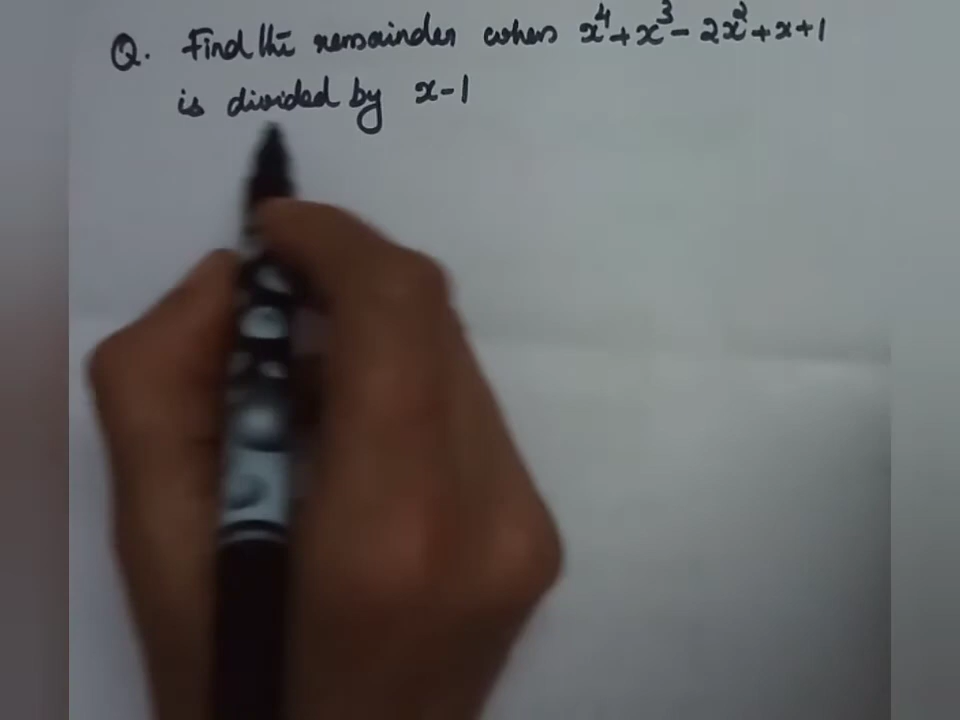 Q. Find the remainder when x⁴+x³-2x²+x+1
is divided by x-1